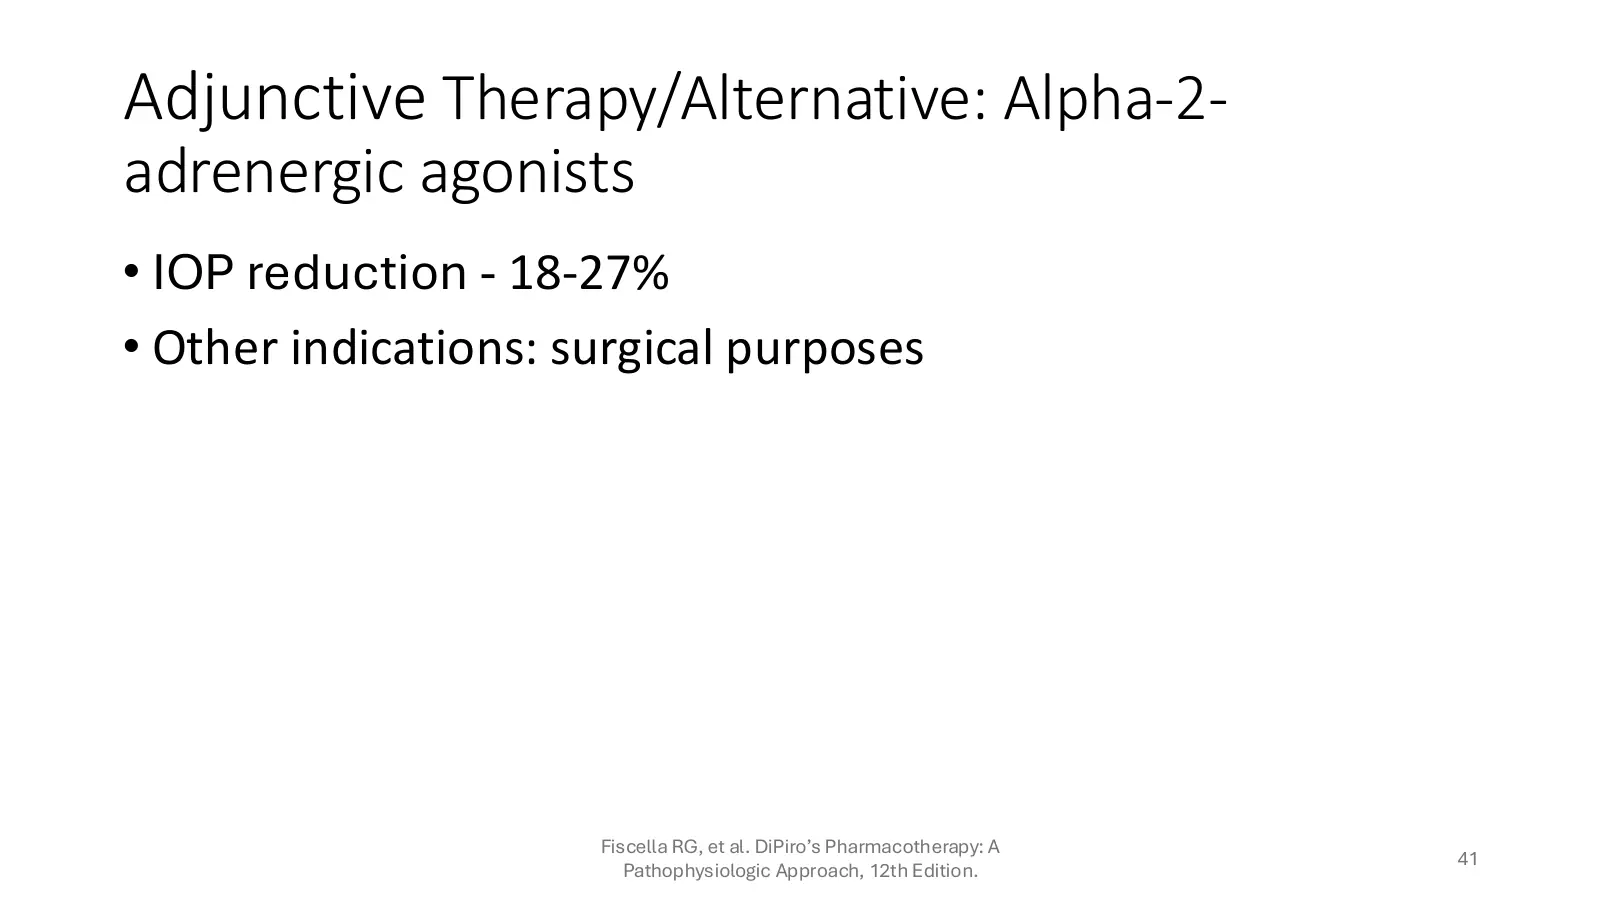 Adjunctive Therapy/Alternative: Alpha-2-
adrenergic agonists
• IOP reduction - 18-27%
• Other indications: surgical purposes
Fiscella RG, et al. DiPiro’s Pharmacotherapy: A
Pathophysiologic Approach, 12th Edition.
41